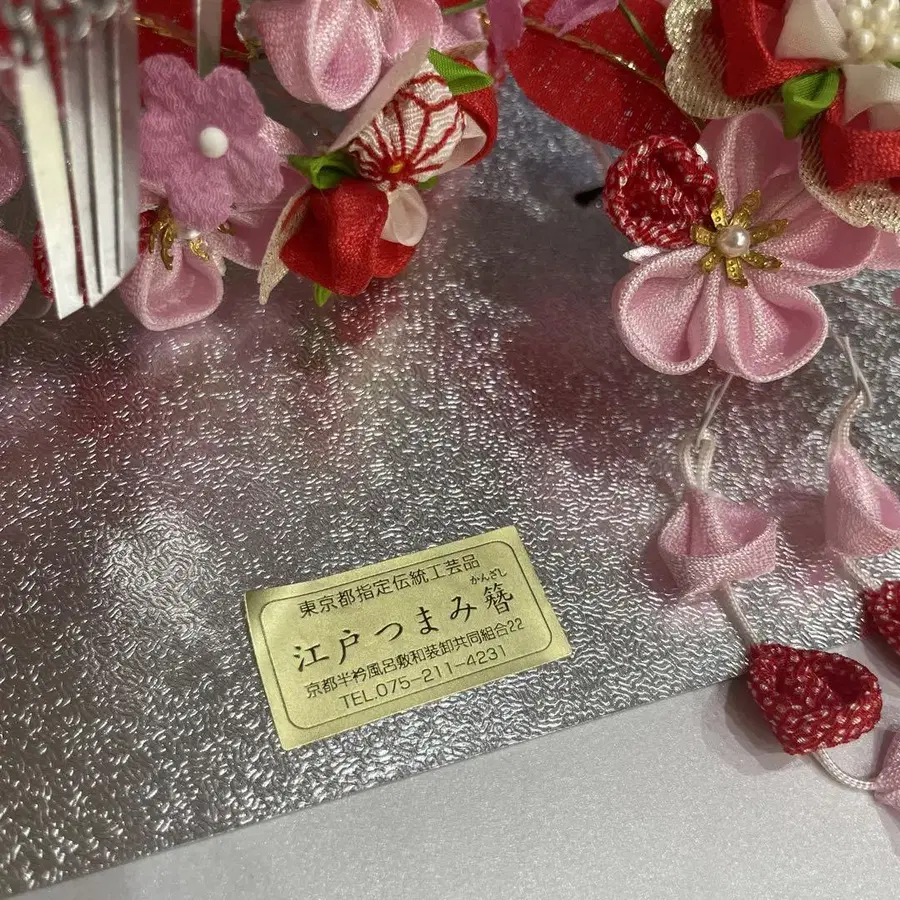 東京都指定伝統工芸品
かんざし
江戸つまみ簪
京都半衿風呂敷和装卸共同組合22
TEL.075-211-4231